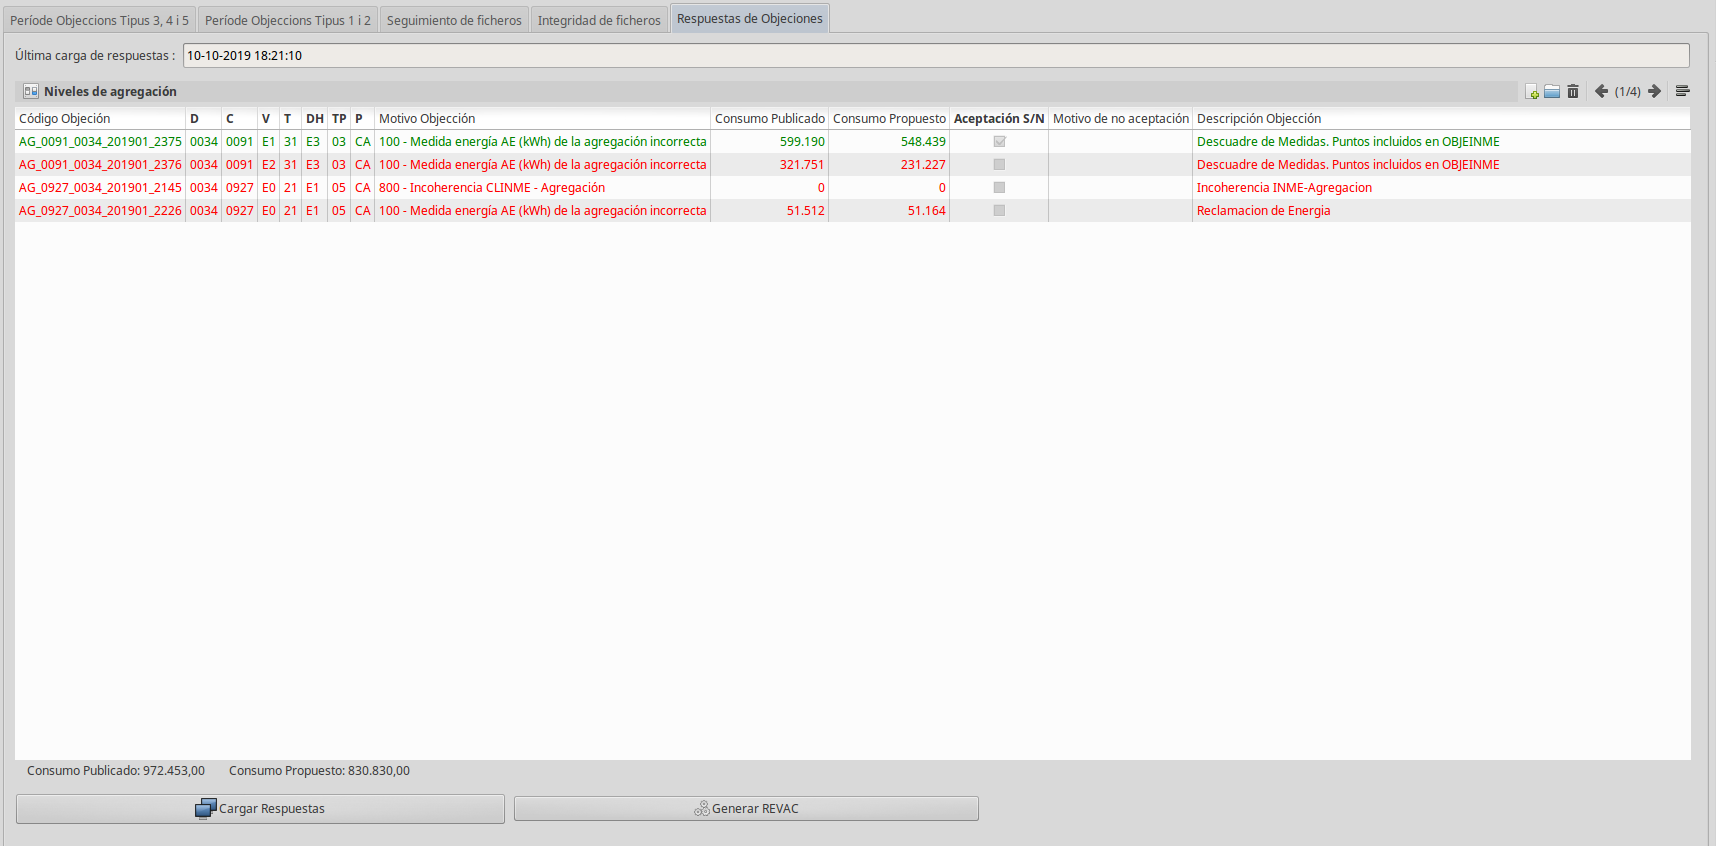 Període Objeccions Tipus 3, 4 i 5 Període Objeccions Tipus 1 i 2 Seguimiento de ficheros Integridad de ficheros Respuestas de Objeciones
Última carga de respuestas : 10-10-2019 18:21:10
Niveles de agregación (1/4)
Código Objeción D C V T DH TP P Motivo Objección Consumo Publicado Consumo Propuesto Aceptación S/N Motivo de no aceptación Descripción Objección
AG_0091_0034_201901_2375 0034 0091 E1 31 E3 03 CA 100 - Medida energía AE (kWh) de la agregación incorrecta 599.190 548.439 Descuadre de Medidas. Puntos incluidos en OBJEINME
AG_0091_0034_201901_2376 0034 0091 E2 31 E3 03 CA 100 - Medida energía AE (kWh) de la agregación incorrecta 321.751 231.227 Descuadre de Medidas. Puntos incluidos en OBJEINME
AG_0927_0034_201901_2145 0034 0927 E0 21 E1 05 CA 800 - Incoherencia CLINME - Agregación 0 0 Incoherencia INME-Agregacion
AG_0927_0034_201901_2226 0034 0927 E0 21 E1 05 CA 100 - Medida energía AE (kWh) de la agregación incorrecta 51.512 51.164 Reclamacion de Energia
Consumo Publicado: 972.453,00 Consumo Propuesto: 830.830,00
Cargar Respuestas Generar REVAC